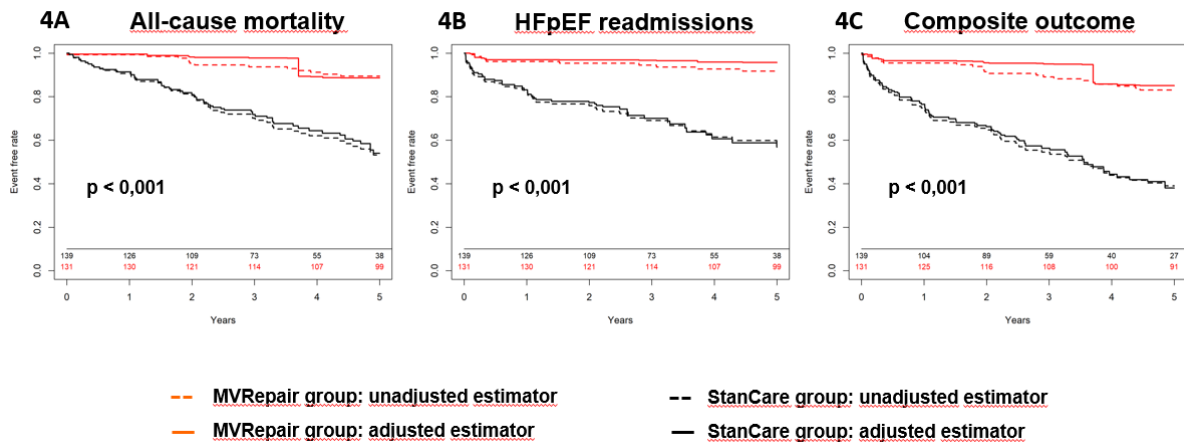 4A All-cause mortality 4B HFpEF readmissions 4C Composite outcome
Event free rate
1.0
0.8
0.6
0.4
0.2
0.0
p < 0,001
139 126 109 73 55 38
131 130 121 114 107 99
0 1 2 3 4 5
Years
Event free rate
1.0
0.8
0.6
0.4
0.2
0.0
p < 0,001
139 126 109 73 55 38
131 130 121 114 107 99
0 1 2 3 4 5
Years
Event free rate
1.0
0.8
0.6
0.4
0.2
0.0
p < 0,001
139 104 89 59 40 27
131 125 116 108 100 91
0 1 2 3 4 5
Years
MVRepair group: unadjusted estimator
MVRepair group: adjusted estimator
StanCare group: unadjusted estimator
StanCare group: adjusted estimator